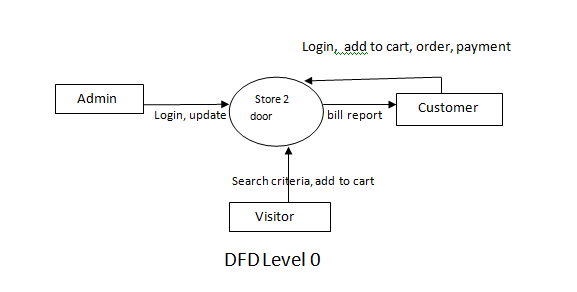 Login, add to cart, order, payment
Admin
Store 2
door
Customer
Login, update
bill report
Search criteria, add to cart
Visitor
DFD Level 0